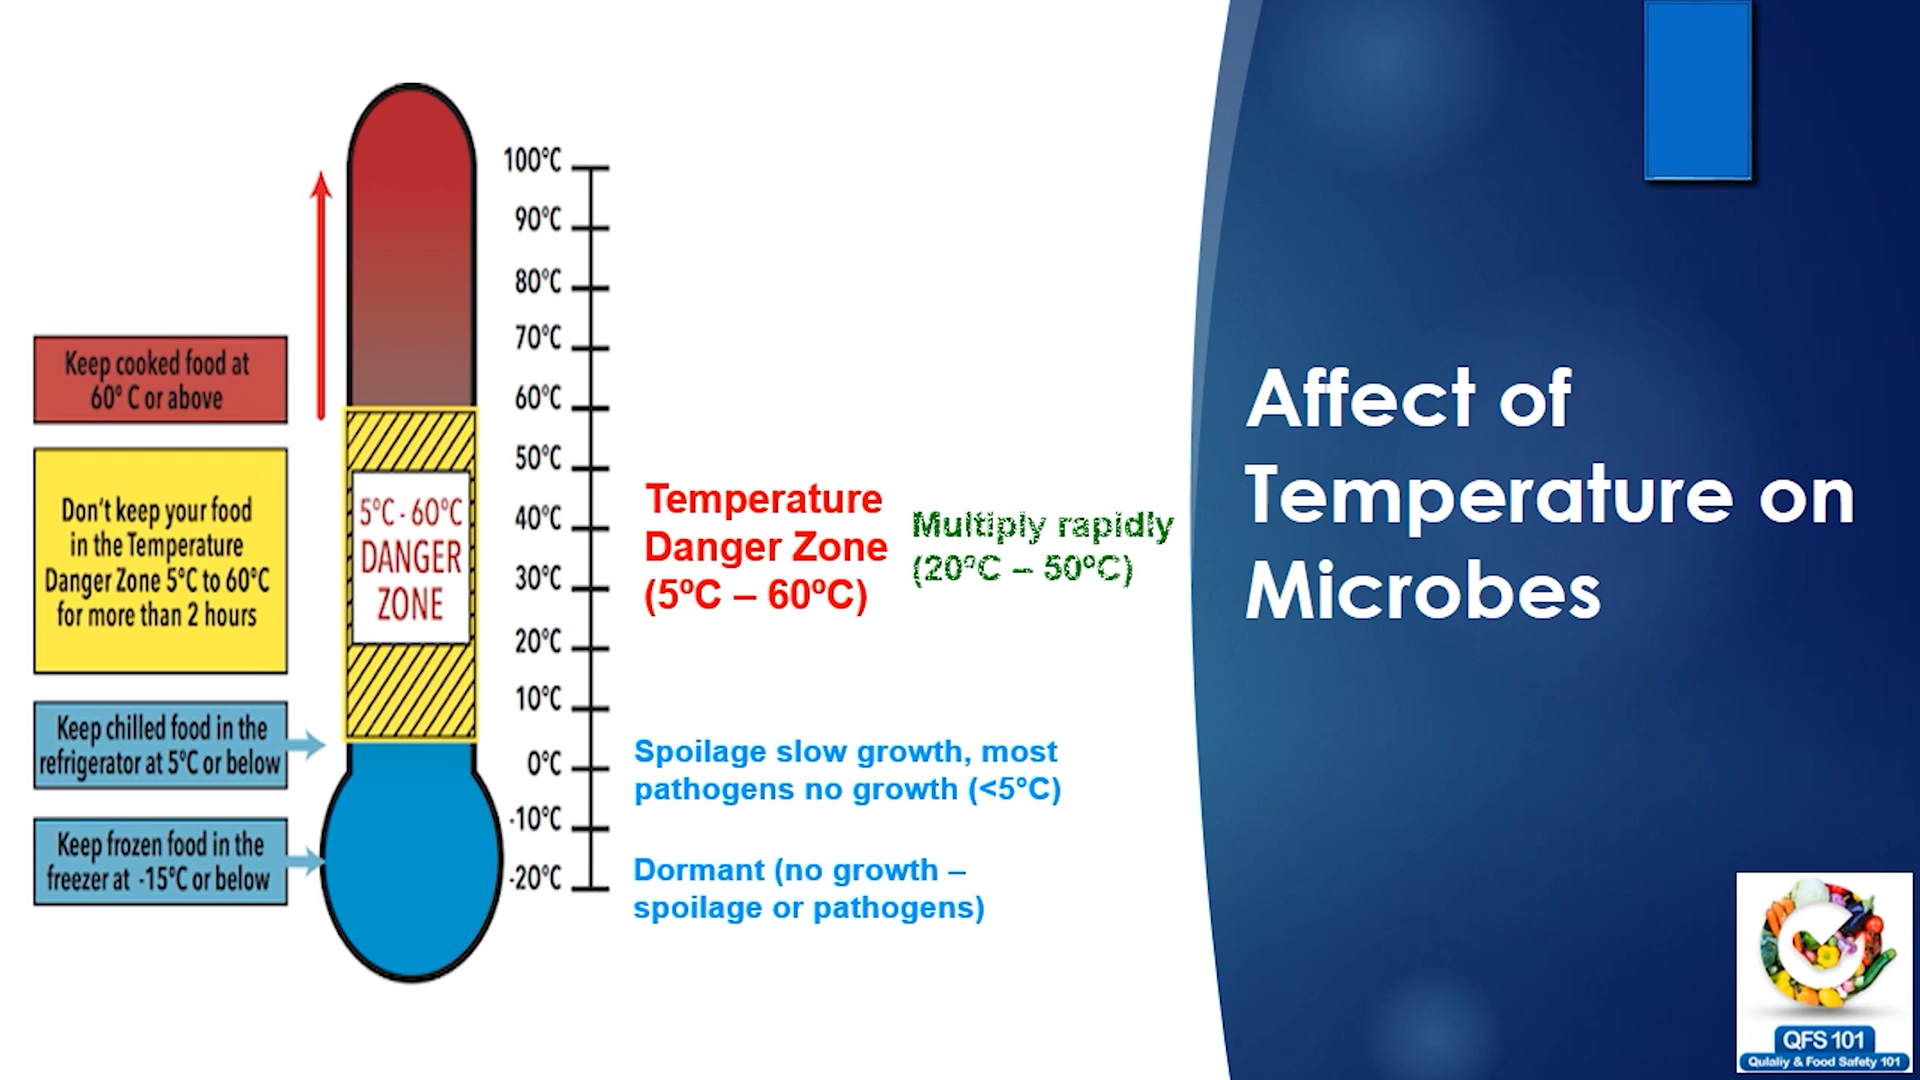 100°C
90°C
80°C
70°C
60°C
50°C
40°C
30°C
20°C
10°C
0°C
-10°C
-20°C
Keep cooked food at
60° C or above
Don't keep your food
in the Temperature
Danger Zone 5°C to 60°C
for more than 2 hours
Keep chilled food in the
refrigerator at 5°C or below
Keep frozen food in the
freezer at -15°C or below
5°C - 60°C
DANGER
ZONE
Temperature
Danger Zone
(5ºC – 60ºC)
Multiply rapidly
(20ºC – 50ºC)
Spoilage slow growth, most
pathogens no growth (<5ºC)
Dormant (no growth –
spoilage or pathogens)
Affect of
Temperature on
Microbes
QFS 101
Qulaliy & Food Safety 101